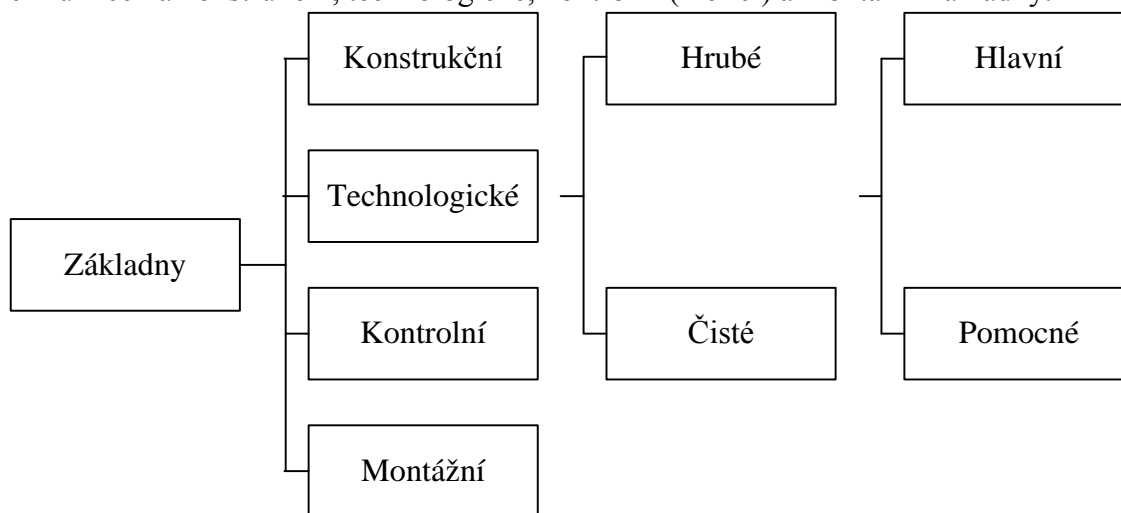 Konstrukční
Hrubé
Hlavní
Technologické
Základny
Kontrolní
Čisté
Pomocné
Montážní